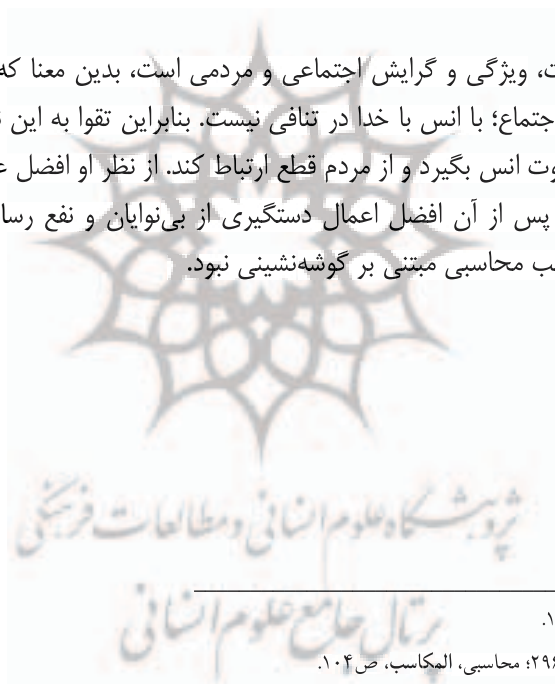 ت، ویژگی و گرایش اجتماعی و مردمی است، بدین معنا که
جتماع؛ با انس با خدا در تنافی نیست. بنابراین تقوا به این
وت انس بگیرد و از مردم قطع ارتباط کند. از نظر او افضل
پس از آن افضل اعمال دستگیری از بی‌نوایان و نفع رسا
ب محاسبی مبتنی بر گوشه‌نشینی نبود.
پژوهشگاه علوم انسانی و مطالعات فرهنگی
پرتال جامع علوم انسانی
۱.
۲۹۶؛ محاسبی، المکاسب، ص۱۰۴.